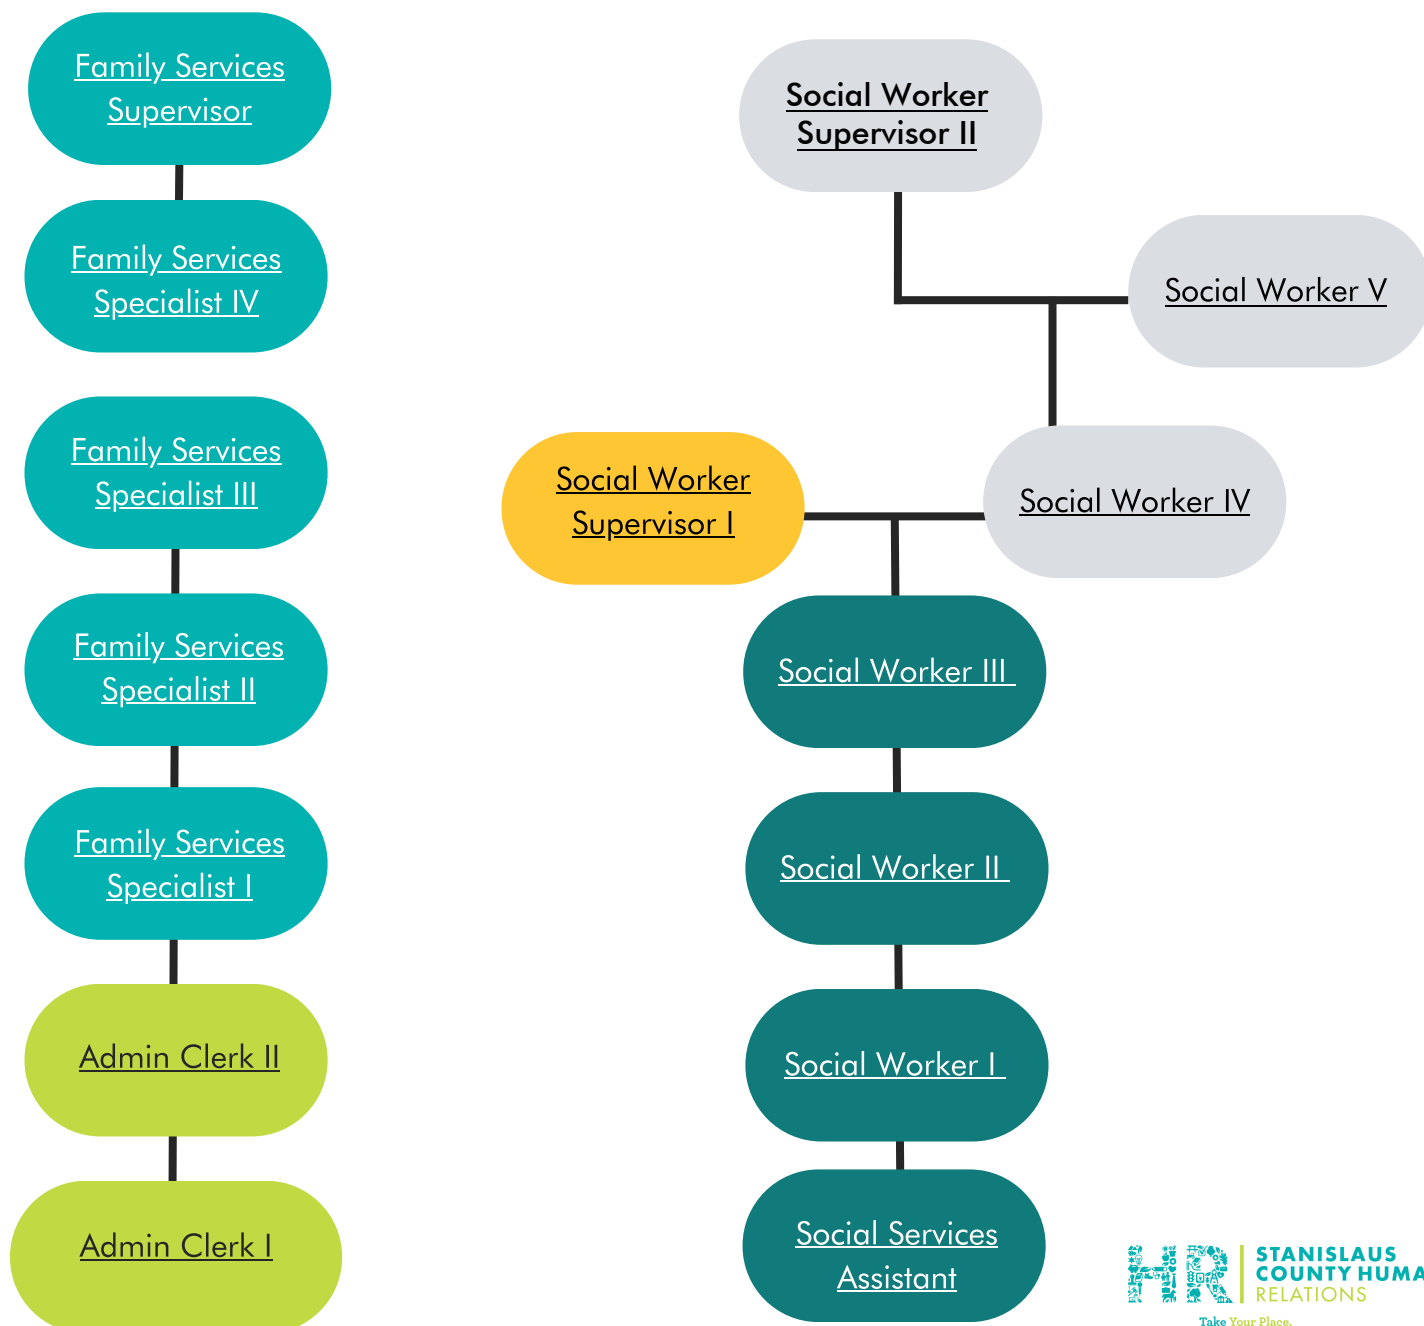 Family Services
Supervisor
Family Services
Specialist IV
Family Services
Specialist III
Family Services
Specialist II
Family Services
Specialist I
Admin Clerk II
Admin Clerk I
Social Worker
Supervisor II
Social Worker V
Social Worker IV
Social Worker
Supervisor I
Social Worker III
Social Worker II
Social Worker I
Social Services
Assistant
HR
STANISLAUS
COUNTY HUMA
RELATIONS
Take Your Place.